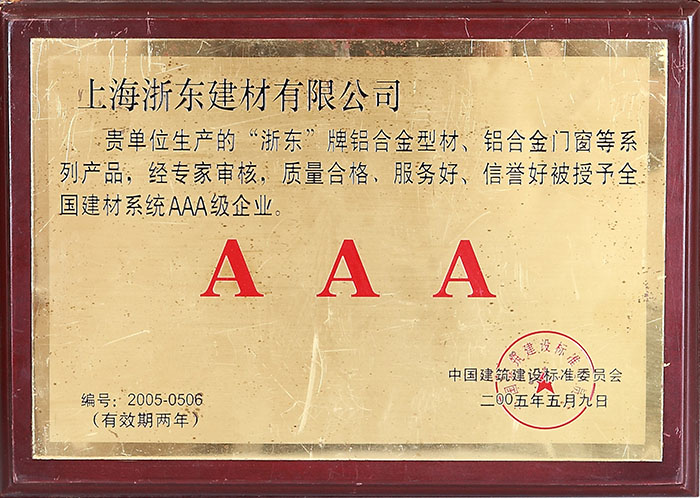 上海浙东建材有限公司
贵单位生产的“浙东”牌铝合金型材、铝合金门窗等系
列产品，经专家审核，质量合格、服务好、信誉好被授予全
国建材系统AAA级企业。
A A A
中国建筑建设标准委员会
二00五年五月九日
编号：2005-0506
（有效期两年）